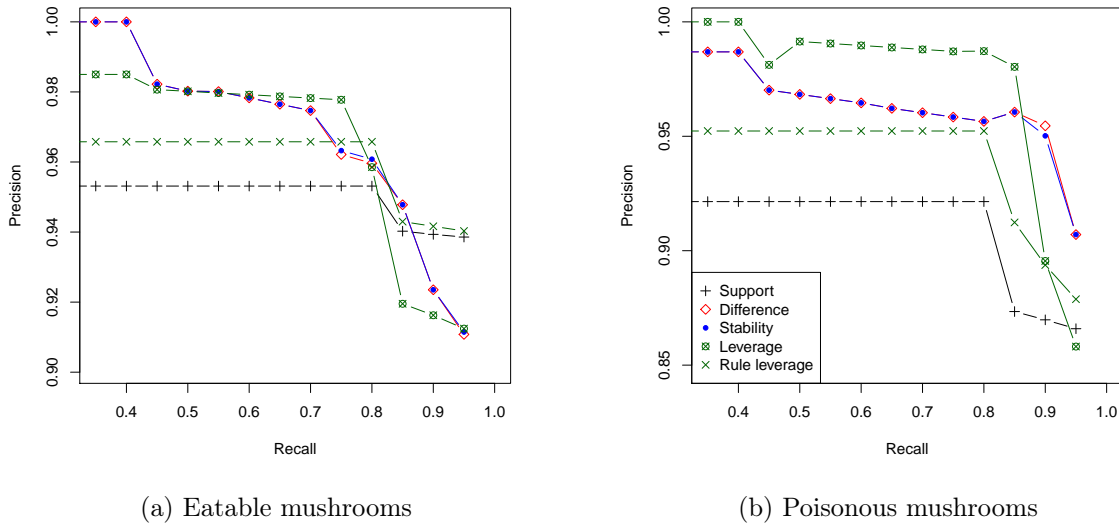 1.00
0.98
0.96
0.94
0.92
0.90
Precision
0.4 0.5 0.6 0.7 0.8 0.9 1.0
Recall
(a) Eatable mushrooms
1.00
0.95
0.90
0.85
Precision
Support
Difference
Stability
Leverage
Rule leverage
0.4 0.5 0.6 0.7 0.8 0.9 1.0
Recall
(b) Poisonous mushrooms